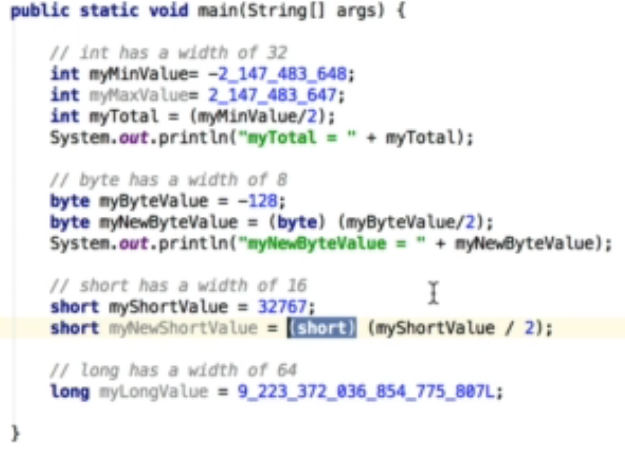 public static void main(String[] args) {
// int has a width of 32
int myMinValue= -2_147_483_648;
int myMaxValue= 2_147_483_647;
int myTotal = (myMinValue/2);
System.out.println("myTotal = " + myTotal);
// byte has a width of 8
byte myByteValue = -128;
byte myNewByteValue = (byte) (myByteValue/2);
System.out.println("myNewByteValue = " + myNewByteValue);
// short has a width of 16
short myShortValue = 32767;
short myNewShortValue = (short) (myShortValue / 2);
// long has a width of 64
long myLongValue = 9_223_372_036_854_775_807L;
}